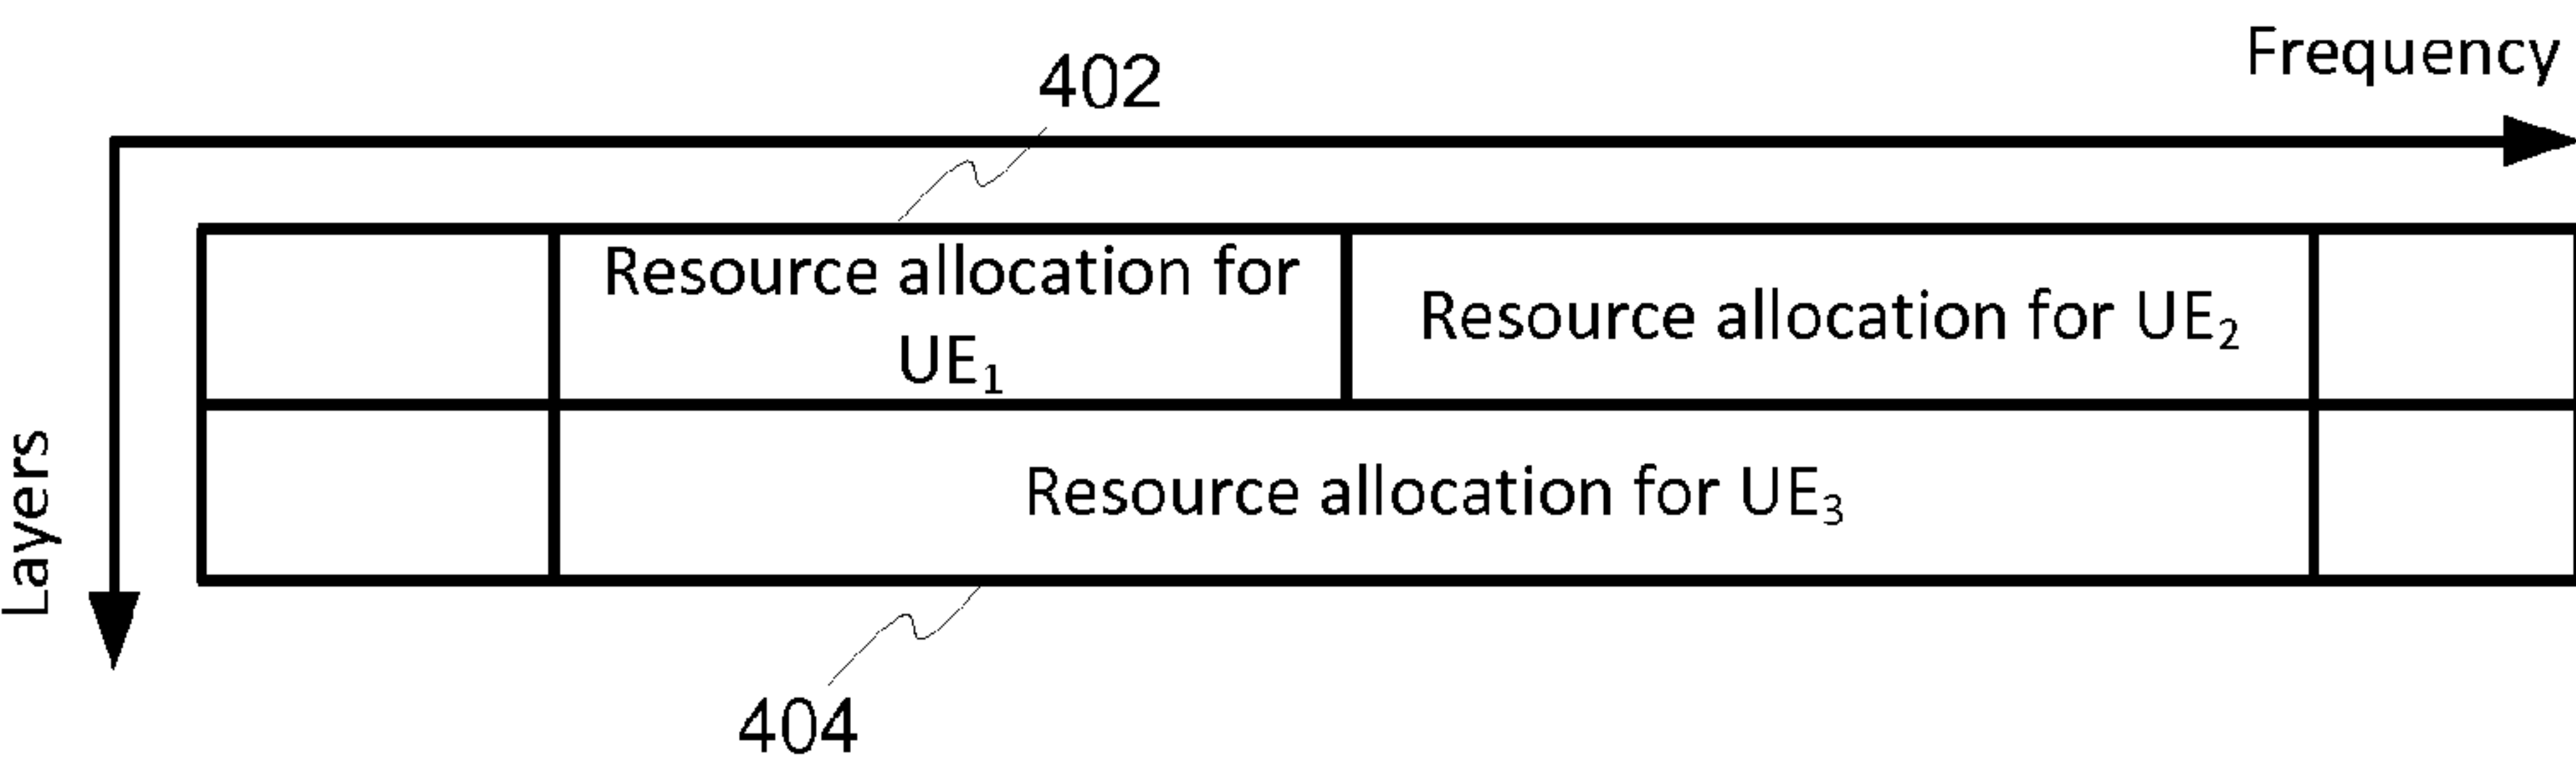 Frequency
402
Resource allocation for
UE₁
Resource allocation for UE₂
Layers
Resource allocation for UE₃
404